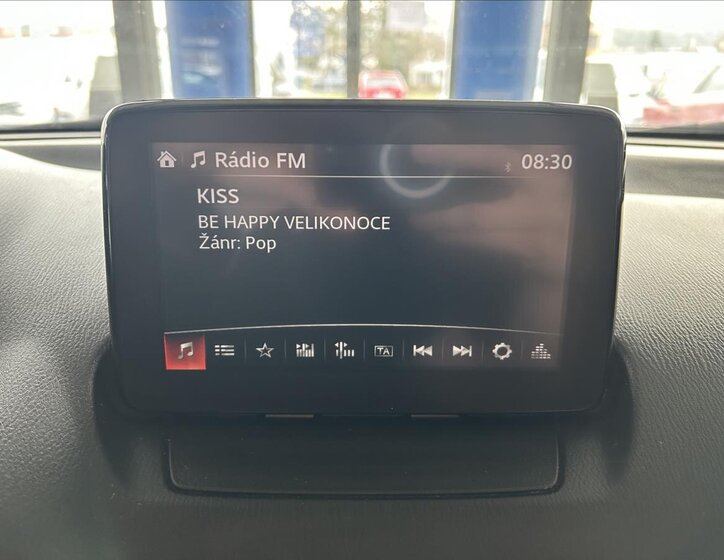 Rádio FM
08:30
KISS
BE HAPPY VELIKONOCE
Žánr: Pop
TA